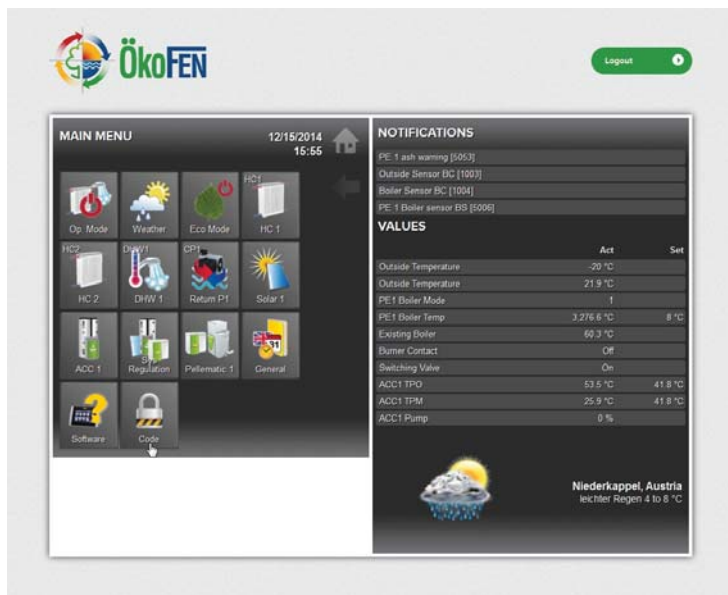 ÖkoFEN
Logout
MAIN MENU
12/15/2014
15:55
Op. Mode
Weather
Eco Mode
HC1
HC 1
HC2
HC 2
DHW1
DHW 1
CP1
Return P1
Solar 1
ACC 1
Sys
Regulation
Pellematic 1
31
General
Software
Code
NOTIFICATIONS
PE 1 ash warning [5053]
Outside Sensor BC [1003]
Boiler Sensor BC [1004]
PE 1 Boiler sensor BS [5006]
VALUES
Act Set
Outside Temperature -20 °C
Outside Temperature 21.9 °C
PE1 Boiler Mode 1
PE1 Boiler Temp 3,276.6 °C 8 °C
Existing Boiler 60.3 °C
Burner Contact Off
Switching Valve On
ACC1 TPO 53.5 °C 41.8 °C
ACC1 TPM 25.9 °C 41.8 °C
ACC1 Pump 0 %
Niederkappel, Austria
leichter Regen 4 to 8 °C